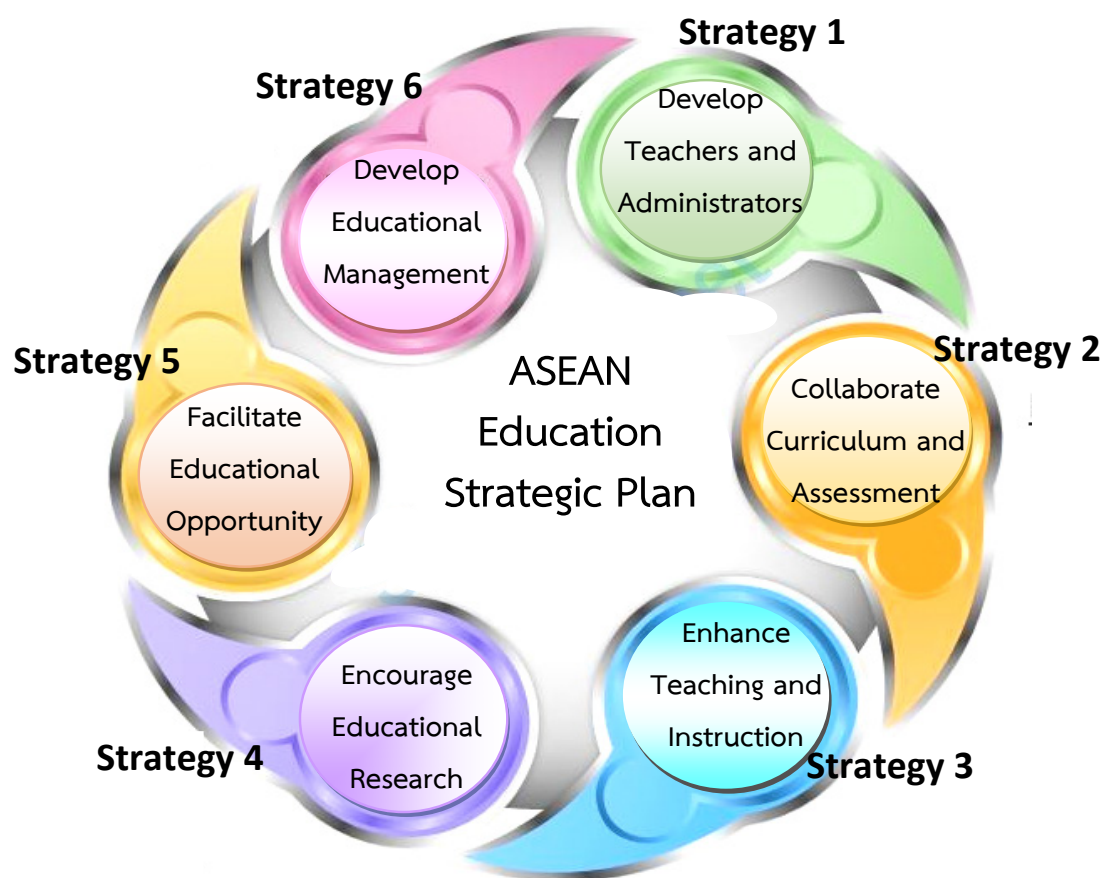 Strategy 1
Develop
Teachers and
Administrators
Strategy 2
Collaborate
Curriculum and
Assessment
Strategy 3
Enhance
Teaching and
Instruction
Strategy 4
Encourage
Educational
Research
Strategy 5
Facilitate
Educational
Opportunity
Strategy 6
Develop
Educational
Management
ASEAN
Education
Strategic Plan